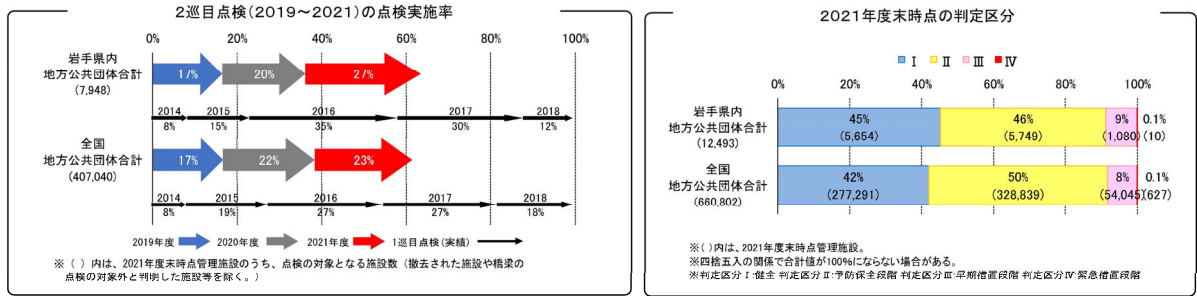 2巡目点検(2019～2021)の点検実施率
0% 20% 40% 60% 80% 100%
岩手県内
地方公共団体合計
(7,948)
17% 20% 27%
2014 2015 2016 2017 2018
8% 15% 35% 30% 12%
全国
地方公共団体合計
(407,040)
17% 22% 23%
2014 2015 2016 2017 2018
8% 19% 27% 27% 18%
2019年度 2020年度 2021年度 1巡目点検(実績)
※（ ）内は、2021年度末時点管理施設のうち、点検の対象となる施設数（撤去された施設や橋梁の
点検の対象外と判明した施設等を除く。）
2021年度末時点の判定区分
Ⅰ Ⅱ Ⅲ Ⅳ
0% 20% 40% 60% 80% 100%
岩手県内
地方公共団体合計
(12,493)
45% 46% 9% 0.1%
(5,654) (5,749) (1,080) (10)
全国
地方公共団体合計
(660,802)
42% 50% 8% 0.1%
(277,291) (328,839) (54,045) (627)
※( )内は、2021年度末時点管理施設。
※四捨五入の関係で合計値が100%にならない場合がある。
※判定区分Ⅰ:健全 判定区分Ⅱ:予防保全段階 判定区分Ⅲ:早期措置段階 判定区分Ⅳ:緊急措置段階